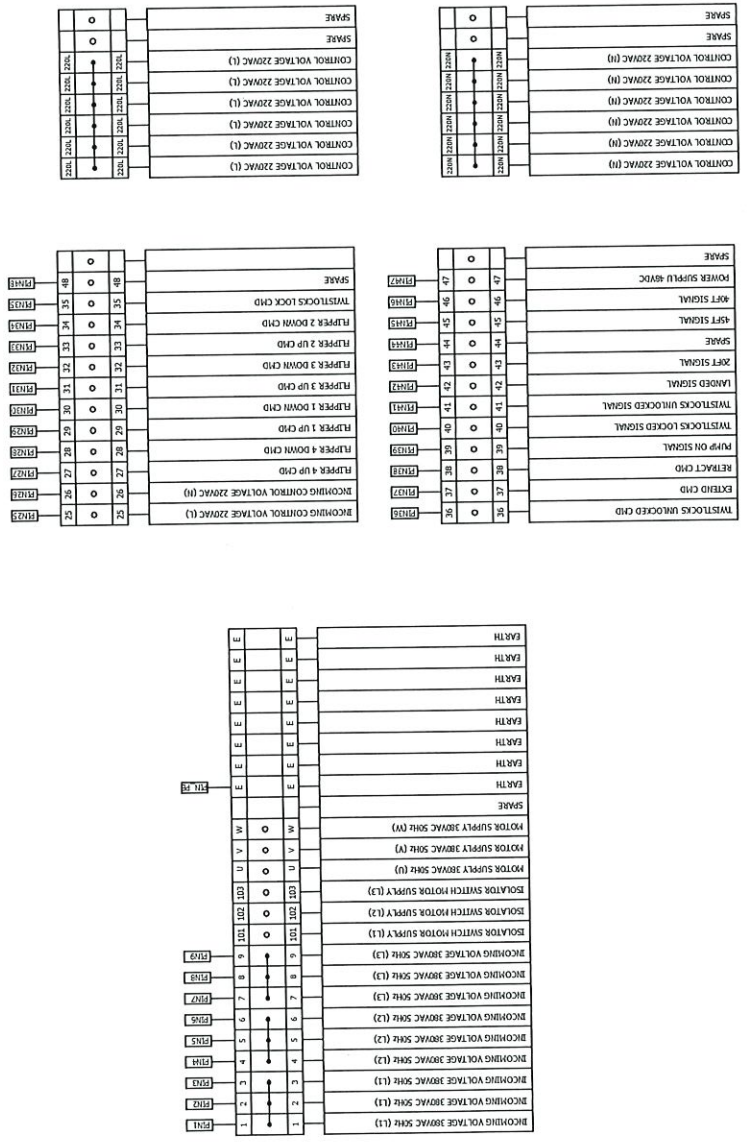 INCOMING VOLTAGE 380VAC 50Hz (L1) 1 1 PIN1
INCOMING VOLTAGE 380VAC 50Hz (L1) 2 2 PIN2
INCOMING VOLTAGE 380VAC 50Hz (L1) 3 3 PIN3
INCOMING VOLTAGE 380VAC 50Hz (L2) 4 4 PIN4
INCOMING VOLTAGE 380VAC 50Hz (L2) 5 5 PIN5
INCOMING VOLTAGE 380VAC 50Hz (L2) 6 6 PIN6
INCOMING VOLTAGE 380VAC 50Hz (L3) 7 7 PIN7
INCOMING VOLTAGE 380VAC 50Hz (L3) 8 8 PIN8
INCOMING VOLTAGE 380VAC 50Hz (L3) 9 9 PIN9
ISOLATOR SWITCH MOTOR SUPPLY (L1) 101 101
ISOLATOR SWITCH MOTOR SUPPLY (L2) 102 102
ISOLATOR SWITCH MOTOR SUPPLY (L3) 103 103
MOTOR SUPPLY 380VAC 50Hz (U) U U
MOTOR SUPPLY 380VAC 50Hz (V) V V
MOTOR SUPPLY 380VAC 50Hz (W) W W
SPARE
EARTH E E PIN_PE
EARTH E E
EARTH E E
EARTH E E
EARTH E E
EARTH E E
EARTH E E
EARTH E E
TWISTLOCKS UNLOCKED CMD 36 36 PIN36
EXTEND CMD 37 37 PIN37
RETRACT CMD 38 38 PIN38
PUMP ON SIGNAL 39 39 PIN39
TWISTLOCKS LOCKED SIGNAL 40 40 PIN40
TWISTLOCKS UNLOCKED SIGNAL 41 41 PIN41
LANDED SIGNAL 42 42 PIN42
20FT SIGNAL 43 43 PIN43
SPARE 44 44 PIN44
45FT SIGNAL 45 45 PIN45
40FT SIGNAL 46 46 PIN46
POWER SUPPLU 48VDC 47 47 PIN47
SPARE
INCOMING CONTROL VOLTAGE 220VAC (L) 25 25 PIN25
INCOMING CONTROL VOLTAGE 220VAC (N) 26 26 PIN26
FLIPPER 4 UP CMD 27 27 PIN27
FLIPPER 4 DOWN CMD 28 28 PIN28
FLIPPER 1 UP CMD 29 29 PIN29
FLIPPER 1 DOWN CMD 30 30 PIN30
FLIPPER 3 UP CMD 31 31 PIN31
FLIPPER 3 DOWN CMD 32 32 PIN32
FLIPPER 2 UP CMD 33 33 PIN33
FLIPPER 2 DOWN CMD 34 34 PIN34
TWISTLOCKS LOCK CMD 35 35 PIN35
SPARE 48 48 PIN48
CONTROL VOLTAGE 220VAC (N) 220N 220N
CONTROL VOLTAGE 220VAC (N) 220N 220N
CONTROL VOLTAGE 220VAC (N) 220N 220N
CONTROL VOLTAGE 220VAC (N) 220N 220N
CONTROL VOLTAGE 220VAC (N) 220N 220N
CONTROL VOLTAGE 220VAC (N) 220N 220N
SPARE
SPARE
CONTROL VOLTAGE 220VAC (L) 220L 220L
CONTROL VOLTAGE 220VAC (L) 220L 220L
CONTROL VOLTAGE 220VAC (L) 220L 220L
CONTROL VOLTAGE 220VAC (L) 220L 220L
CONTROL VOLTAGE 220VAC (L) 220L 220L
CONTROL VOLTAGE 220VAC (L) 220L 220L
SPARE
SPARE